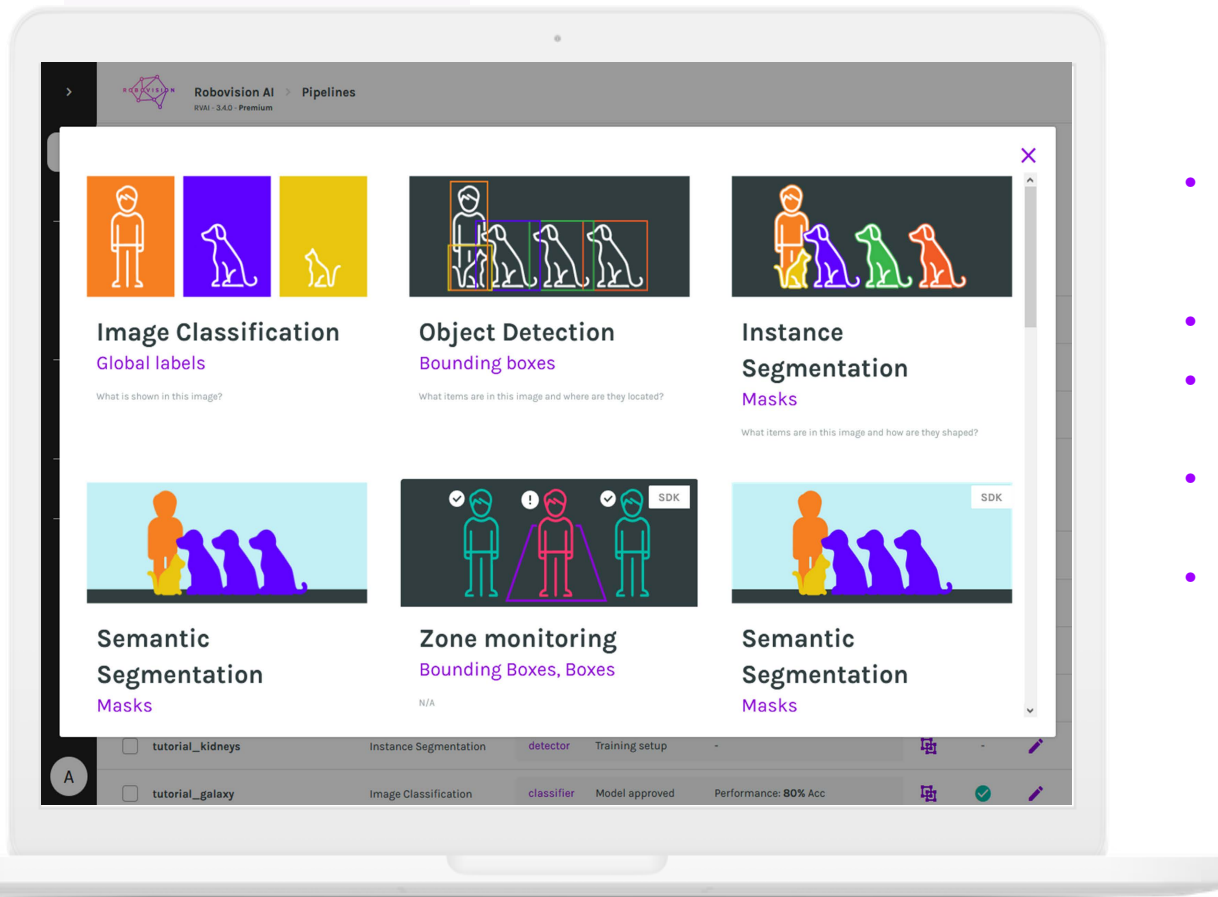 ROBOVISION
Robovision AI > Pipelines
RVAI - 3.4.0 - Premium
Image Classification
Global labels
What is shown in this image?
Object Detection
Bounding boxes
What items are in this image and where are they located?
Instance
Segmentation
Masks
What items are in this image and how are they shaped?
Semantic
Segmentation
Masks
SDK
Zone monitoring
Bounding Boxes, Boxes
N/A
SDK
Semantic
Segmentation
Masks
tutorial_kidneys Instance Segmentation detector Training setup - -
A
tutorial_galaxy Image Classification classifier Model approved Performance: 80% Acc